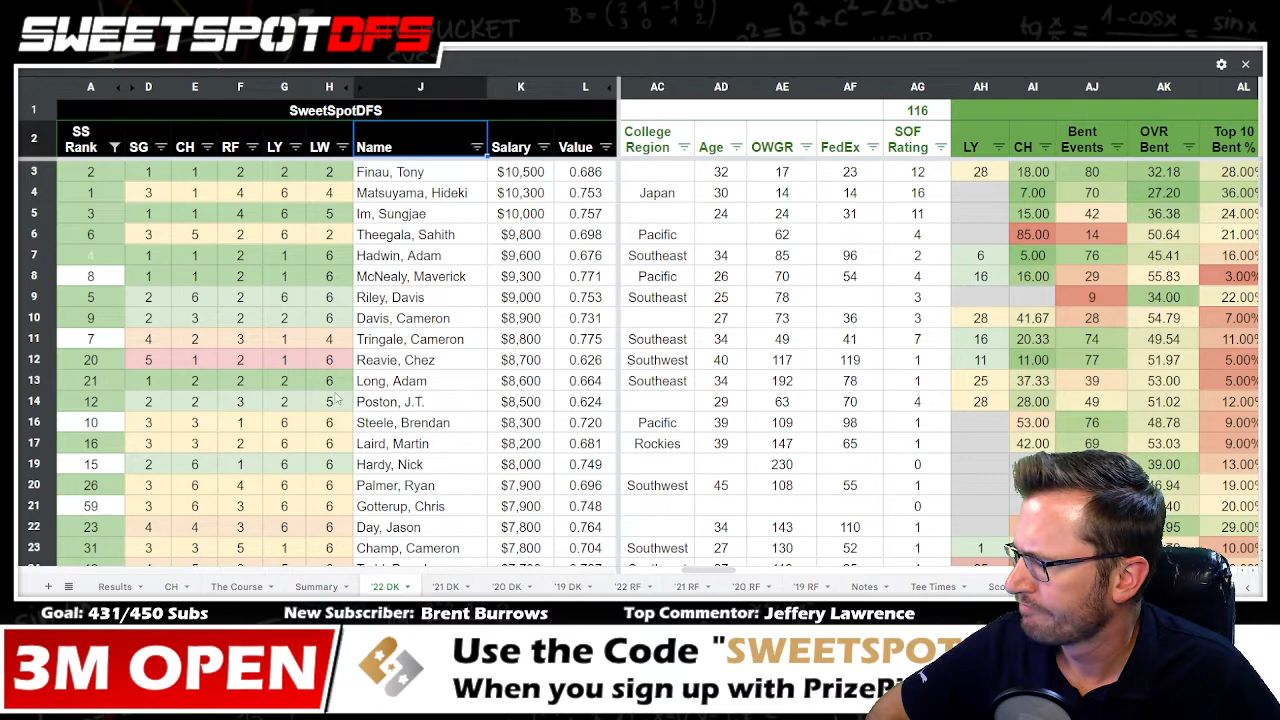 SWEETSPOTDFS
A D E F G H J K L AC AD AE AF AG AH AI AJ AK AL
1 SweetSpotDFS 116
2 SS Rank SG CH RF LY LW Name Salary Value College Region Age OWGR FedEx SOF Rating LY CH Bent Events OVR Bent Top 10 Bent %
3 2 1 1 2 2 2 Finau, Tony $10,500 0.686 32 17 23 12 28 18.00 80 32.18 28.00%
4 1 3 1 4 6 4 Matsuyama, Hideki $10,300 0.753 Japan 30 14 14 16 7.00 70 27.20 36.00%
5 3 1 1 4 6 5 Im, Sungjae $10,000 0.757 24 24 31 11 15.00 42 36.38 24.00%
6 6 3 5 2 6 2 Theegala, Sahith $9,800 0.698 Pacific 62 4 85.00 14 50.64 21.00%
7 4 1 1 2 1 6 Hadwin, Adam $9,600 0.676 Southeast 34 85 96 2 6 5.00 76 45.41 16.00%
8 8 1 1 2 1 6 McNealy, Maverick $9,300 0.771 Pacific 26 70 54 4 16 16.00 29 55.83 3.00%
9 5 2 6 2 6 6 Riley, Davis $9,000 0.753 Southeast 25 78 3 9 34.00 22.00%
10 9 2 3 2 2 6 Davis, Cameron $8,900 0.731 27 73 36 3 28 41.67 28 54.79 7.00%
11 7 4 2 3 1 4 Tringale, Cameron $8,800 0.775 Southeast 34 49 41 7 16 20.33 74 49.54 11.00%
12 20 5 1 2 1 6 Reavie, Chez $8,700 0.626 Southwest 40 117 119 1 11 11.00 77 51.97 5.00%
13 21 1 2 2 2 6 Long, Adam $8,600 0.664 Southeast 34 192 78 1 25 37.33 39 53.00 5.00%
14 12 2 2 3 2 5 Poston, J.T. $8,500 0.624 29 63 70 4 28 28.00 49 51.02 12.00%
16 10 3 3 1 6 6 Steele, Brendan $8,300 0.720 Pacific 39 109 98 1 53.00 76 48.78 9.00%
17 16 3 3 2 6 6 Laird, Martin $8,200 0.681 Rockies 39 147 65 1 42.00 69 53.03 12.00%
19 15 2 6 1 6 6 Hardy, Nick $8,000 0.749 230 0 39.00 13.00%
20 26 3 6 4 6 6 Palmer, Ryan $7,900 0.696 Southwest 45 108 55 1 12.00%
21 59 3 6 3 6 6 Gotterup, Chris $7,900 0.748 0 20.00%
22 23 4 4 3 6 6 Day, Jason $7,800 0.764 34 143 110 1 29.00%
23 31 3 3 5 1 6 Champ, Cameron $7,800 0.704 Southwest 27 130 52 1 1 10.00%
+ Results CH The Course Summary '22 DK '21 DK '20 DK '19 DK '22 RF '21 RF '20 RF '19 RF Notes Tee Times
Goal: 431/450 Subs New Subscriber: Brent Burrows Top Commentor: Jeffery Lawrence
3M OPEN
Use the Code "SWEETSPOT
When you sign up with